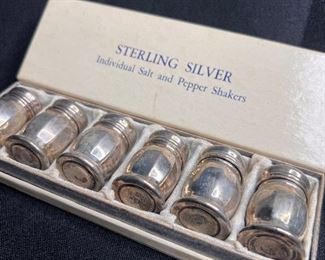 STERLING SILVER
Individual Salt and Pepper Shakers